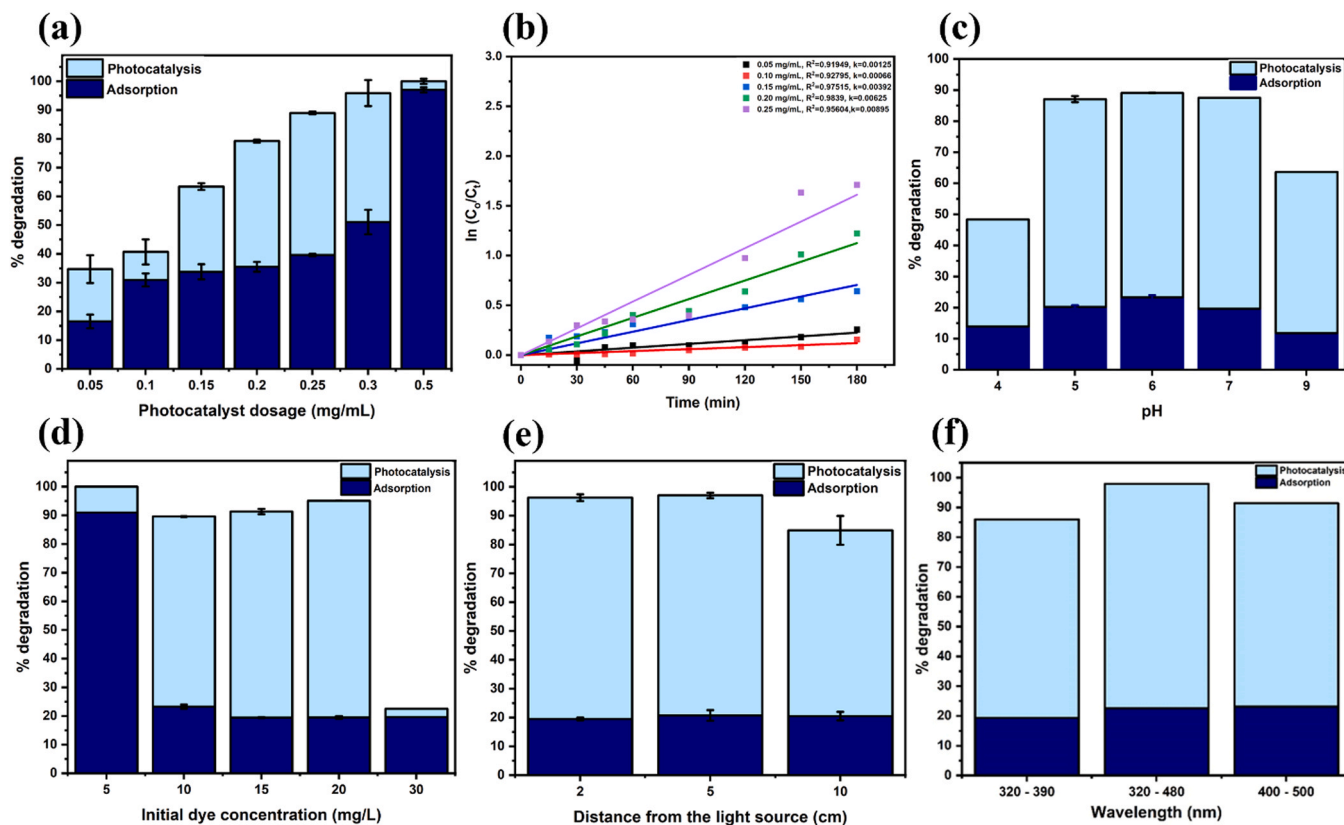 (a)
Photocatalysis
Adsorption
% degradation
100
90
80
70
60
50
40
30
20
10
0
0.05 0.1 0.15 0.2 0.25 0.3 0.5
Photocatalyst dosage (mg/mL)
(b)
0.05 mg/mL, R²=0.91949, k=0.00125
0.10 mg/mL, R²=0.92795, k=0.00066
0.15 mg/mL, R²=0.97515, k=0.00392
0.20 mg/mL, R²=0.9839, k=0.00625
0.25 mg/mL, R²=0.95604,k=0.00895
ln (C₀/Cₜ)
3.0
2.5
2.0
1.5
1.0
0.5
0.0
0 30 60 90 120 150 180
Time (min)
(c)
Photocatalysis
Adsorption
% degradation
100
90
80
70
60
50
40
30
20
10
0
4 5 6 7 9
pH
(d)
Photocatalysis
Adsorption
% degradation
100
90
80
70
60
50
40
30
20
10
0
5 10 15 20 30
Initial dye concentration (mg/L)
(e)
Photocatalysis
Adsorption
% degradation
100
90
80
70
60
50
40
30
20
10
0
2 5 10
Distance from the light source (cm)
(f)
Photocatalysis
Adsorption
% degradation
100
90
80
70
60
50
40
30
20
10
0
320 - 390 320 - 480 400 - 500
Wavelength (nm)